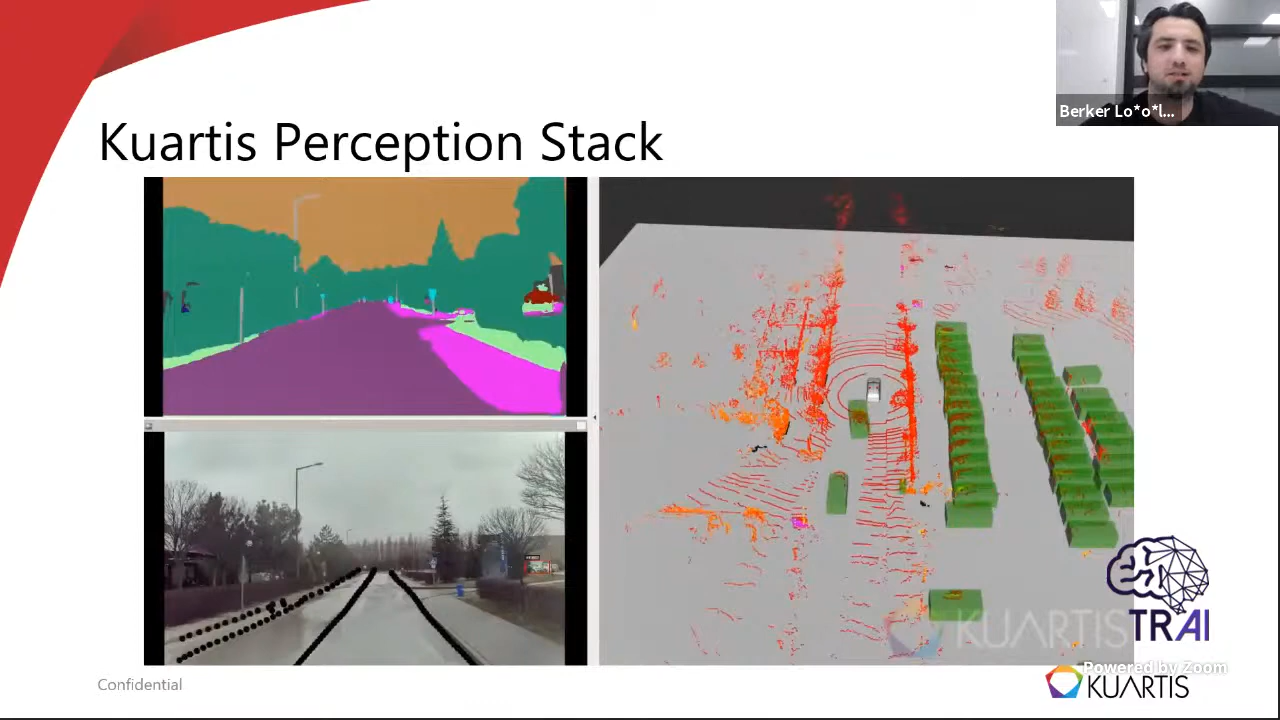 Berker Lo*o*l...
Kuartis Perception Stack
KUARTIS
TRAI
Powered by Zoom
Confidential
KUARTIS